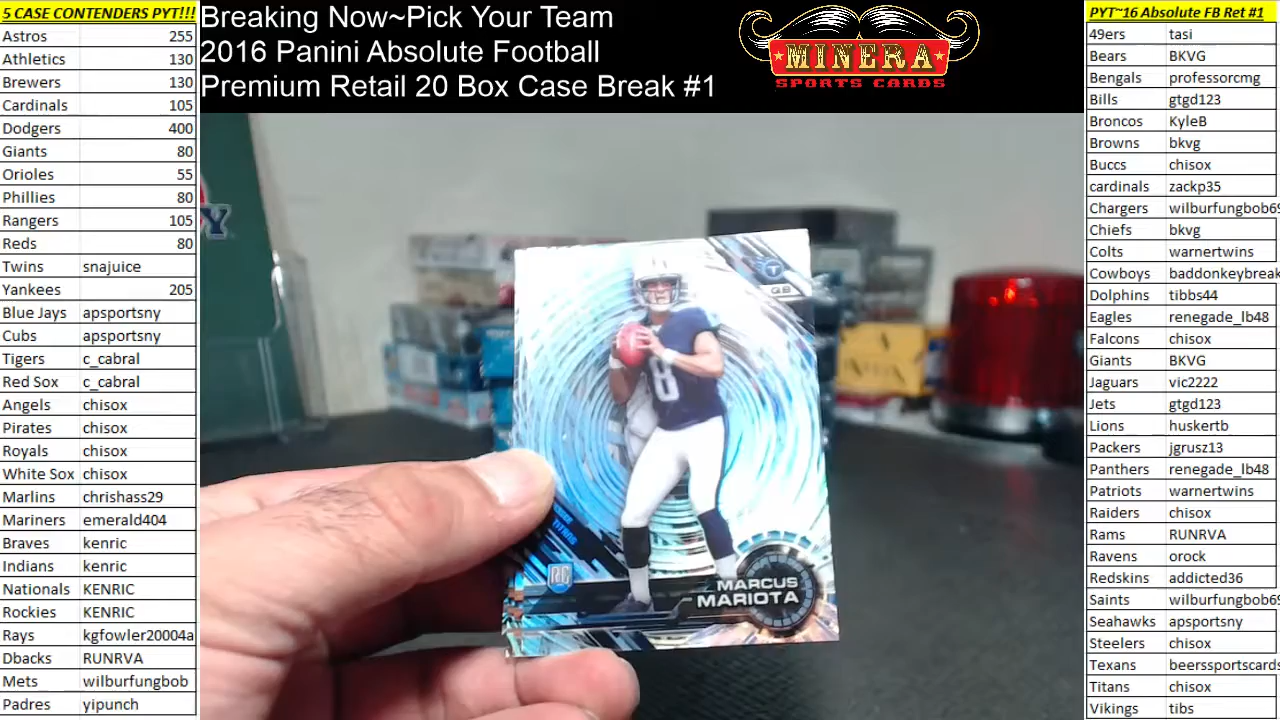 5 CASE CONTENDERS PYT!!!
Astros 255
Athletics 130
Brewers 130
Cardinals 105
Dodgers 400
Giants 80
Orioles 55
Phillies 80
Rangers 105
Reds 80
Twins snajuice
Yankees 205
Blue Jays apsportsny
Cubs apsportsny
Tigers c_cabral
Red Sox c_cabral
Angels chisox
Pirates chisox
Royals chisox
White Sox chisox
Marlins chrishass29
Mariners emerald404
Braves kenric
Indians kenric
Nationals KENRIC
Rockies KENRIC
Rays kgfowler20004a
Dbacks RUNRVA
Mets wilburfungbob
Padres yipunch
Breaking Now~Pick Your Team
2016 Panini Absolute Football
Premium Retail 20 Box Case Break #1
MINERA
SPORTS CARDS
QB
8
TITANS
RC
MARCUS
MARIOTA
PYT~16 Absolute FB Ret #1
49ers tasi
Bears BKVG
Bengals professorcmg
Bills gtgd123
Broncos KyleB
Browns bkvg
Buccs chisox
cardinals zackp35
Chargers wilburfungbob69
Chiefs bkvg
Colts warnertwins
Cowboys baddonkeybreak
Dolphins tibbs44
Eagles renegade_lb48
Falcons chisox
Giants BKVG
Jaguars vic2222
Jets gtgd123
Lions huskertb
Packers jgrusz13
Panthers renegade_lb48
Patriots warnertwins
Raiders chisox
Rams RUNRVA
Ravens orock
Redskins addicted36
Saints wilburfungbob69
Seahawks apsportsny
Steelers chisox
Texans beerssportscards
Titans chisox
Vikings tibs